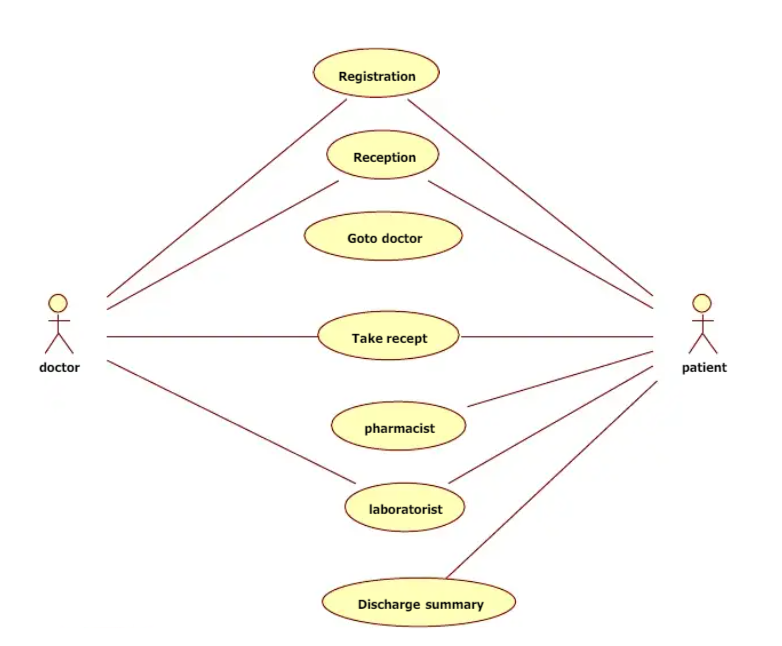 Registration
Reception
Goto doctor
Take recept
doctor
patient
pharmacist
laboratorist
Discharge summary